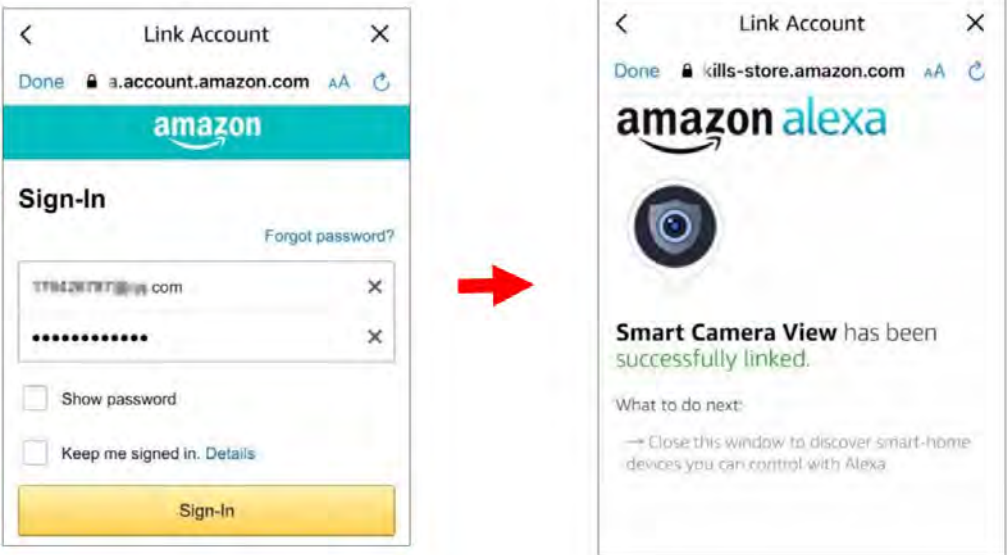 Link Account
Done a.account.amazon.com AA
amazon
Sign-In
Forgot password?
.com
••••••••••••
Show password
Keep me signed in. Details
Sign-In
Link Account
Done kills-store.amazon.com AA
amazon alexa
Smart Camera View has been
successfully linked.
What to do next:
→ Close this window to discover smart-home
devices you can control with Alexa